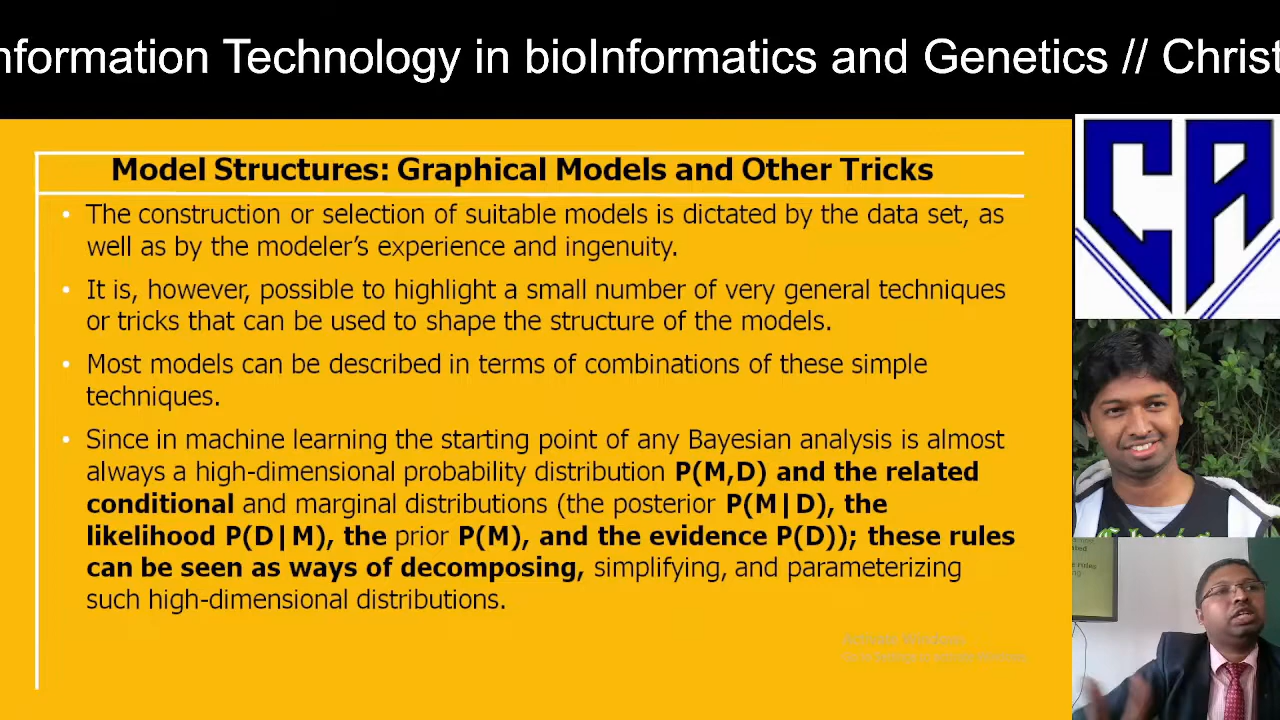 nformation Technology in bioInformatics and Genetics // Christ
Model Structures: Graphical Models and Other Tricks
• The construction or selection of suitable models is dictated by the data set, as
well as by the modeler's experience and ingenuity.
• It is, however, possible to highlight a small number of very general techniques
or tricks that can be used to shape the structure of the models.
• Most models can be described in terms of combinations of these simple
techniques.
• Since in machine learning the starting point of any Bayesian analysis is almost
always a high-dimensional probability distribution P(M,D) and the related
conditional and marginal distributions (the posterior P(M|D), the
likelihood P(D|M), the prior P(M), and the evidence P(D)); these rules
can be seen as ways of decomposing, simplifying, and parameterizing
such high-dimensional distributions.
Activate Windows
CA